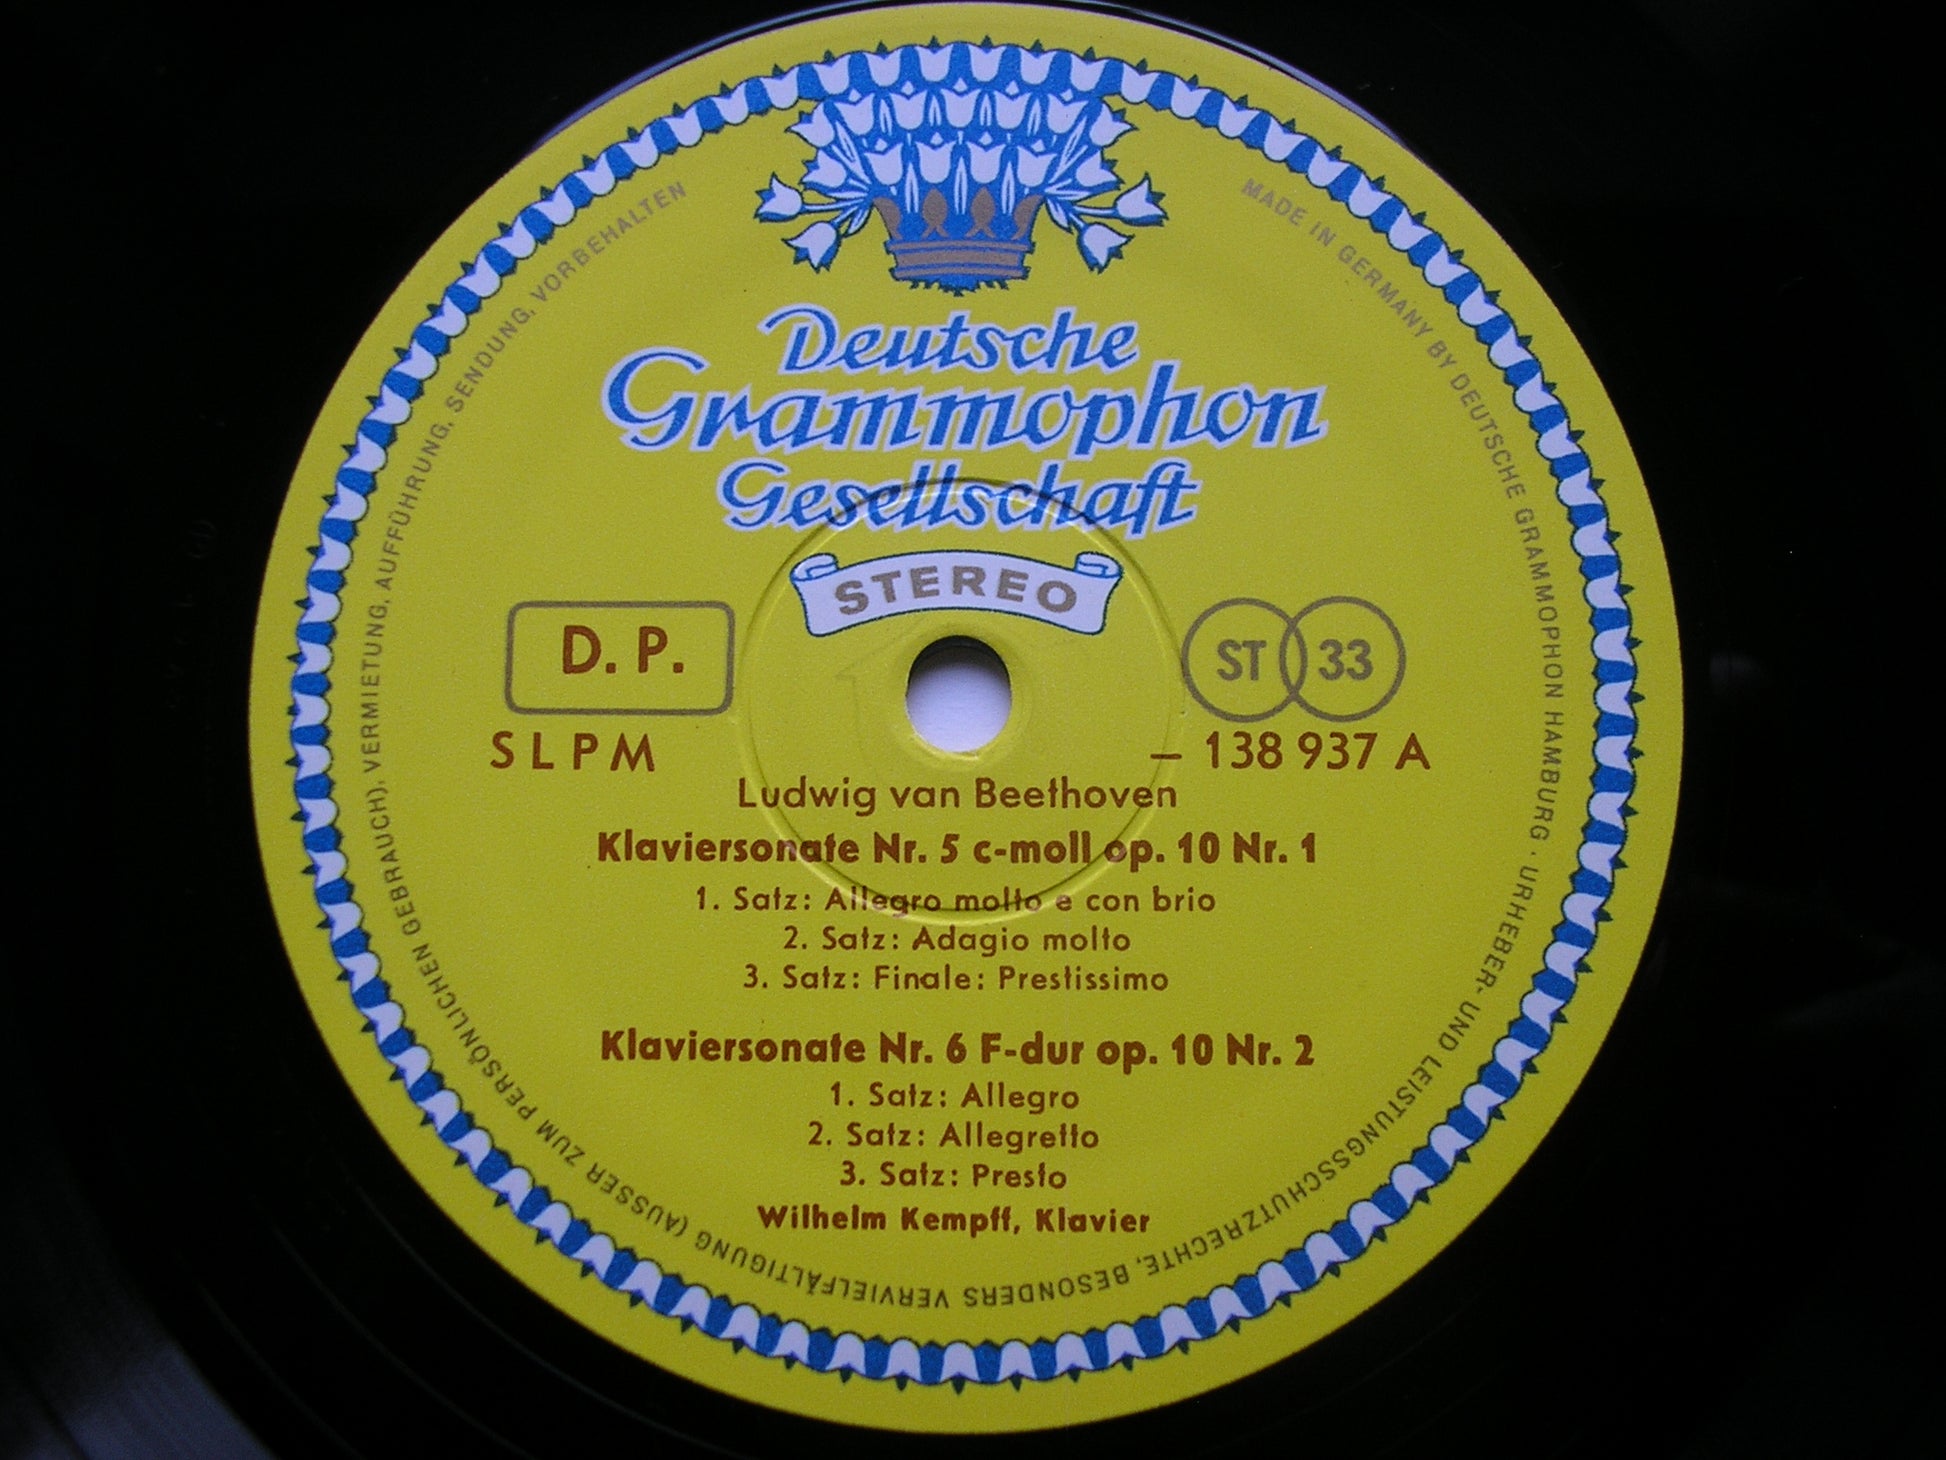 Deutsche
Grammophon
Gesellschaft
STEREO
D. P.
ST 33
SLPM – 138 937 A
Ludwig van Beethoven
Klaviersonate Nr. 5 c-moll op. 10 Nr. 1
1. Satz: Allegro molto e con brio
2. Satz: Adagio molto
3. Satz: Finale: Prestissimo
Klaviersonate Nr. 6 F-dur op. 10 Nr. 2
1. Satz: Allegro
2. Satz: Allegretto
3. Satz: Presto
Wilhelm Kempff, Klavier
MADE IN GERMANY BY DEUTSCHE GRAMMOPHON HAMBURG · URHEBER- UND LEISTUNGSSCHUTZRECHTE, BESONDERS VERVIELFÄLTIGUNG (AUSSER ZUM PERSÖNLICHEN GEBRAUCH), VERMIETUNG, AUFFÜHRUNG, SENDUNG, VORBEHALTEN